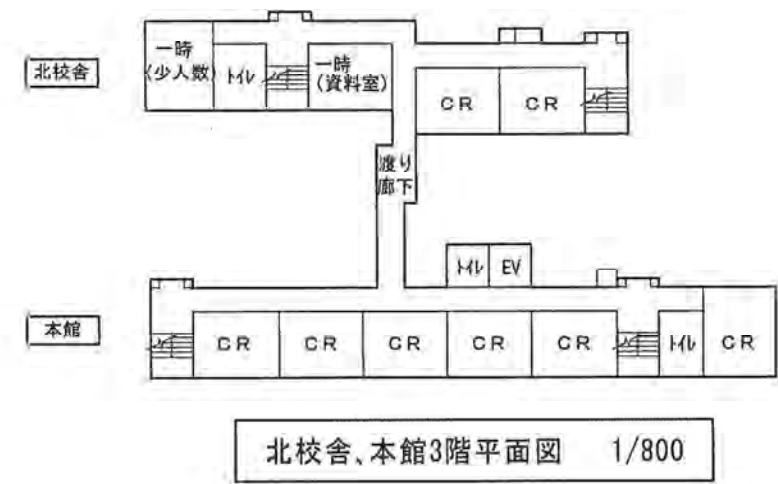 北校舎
一時
(少人数)
トイレ
一時
(資料室)
CR
CR
渡り
廊下
トイレ
EV
本館
CR
CR
CR
CR
CR
トイレ
CR
北校舎、本館3階平面図 1/800